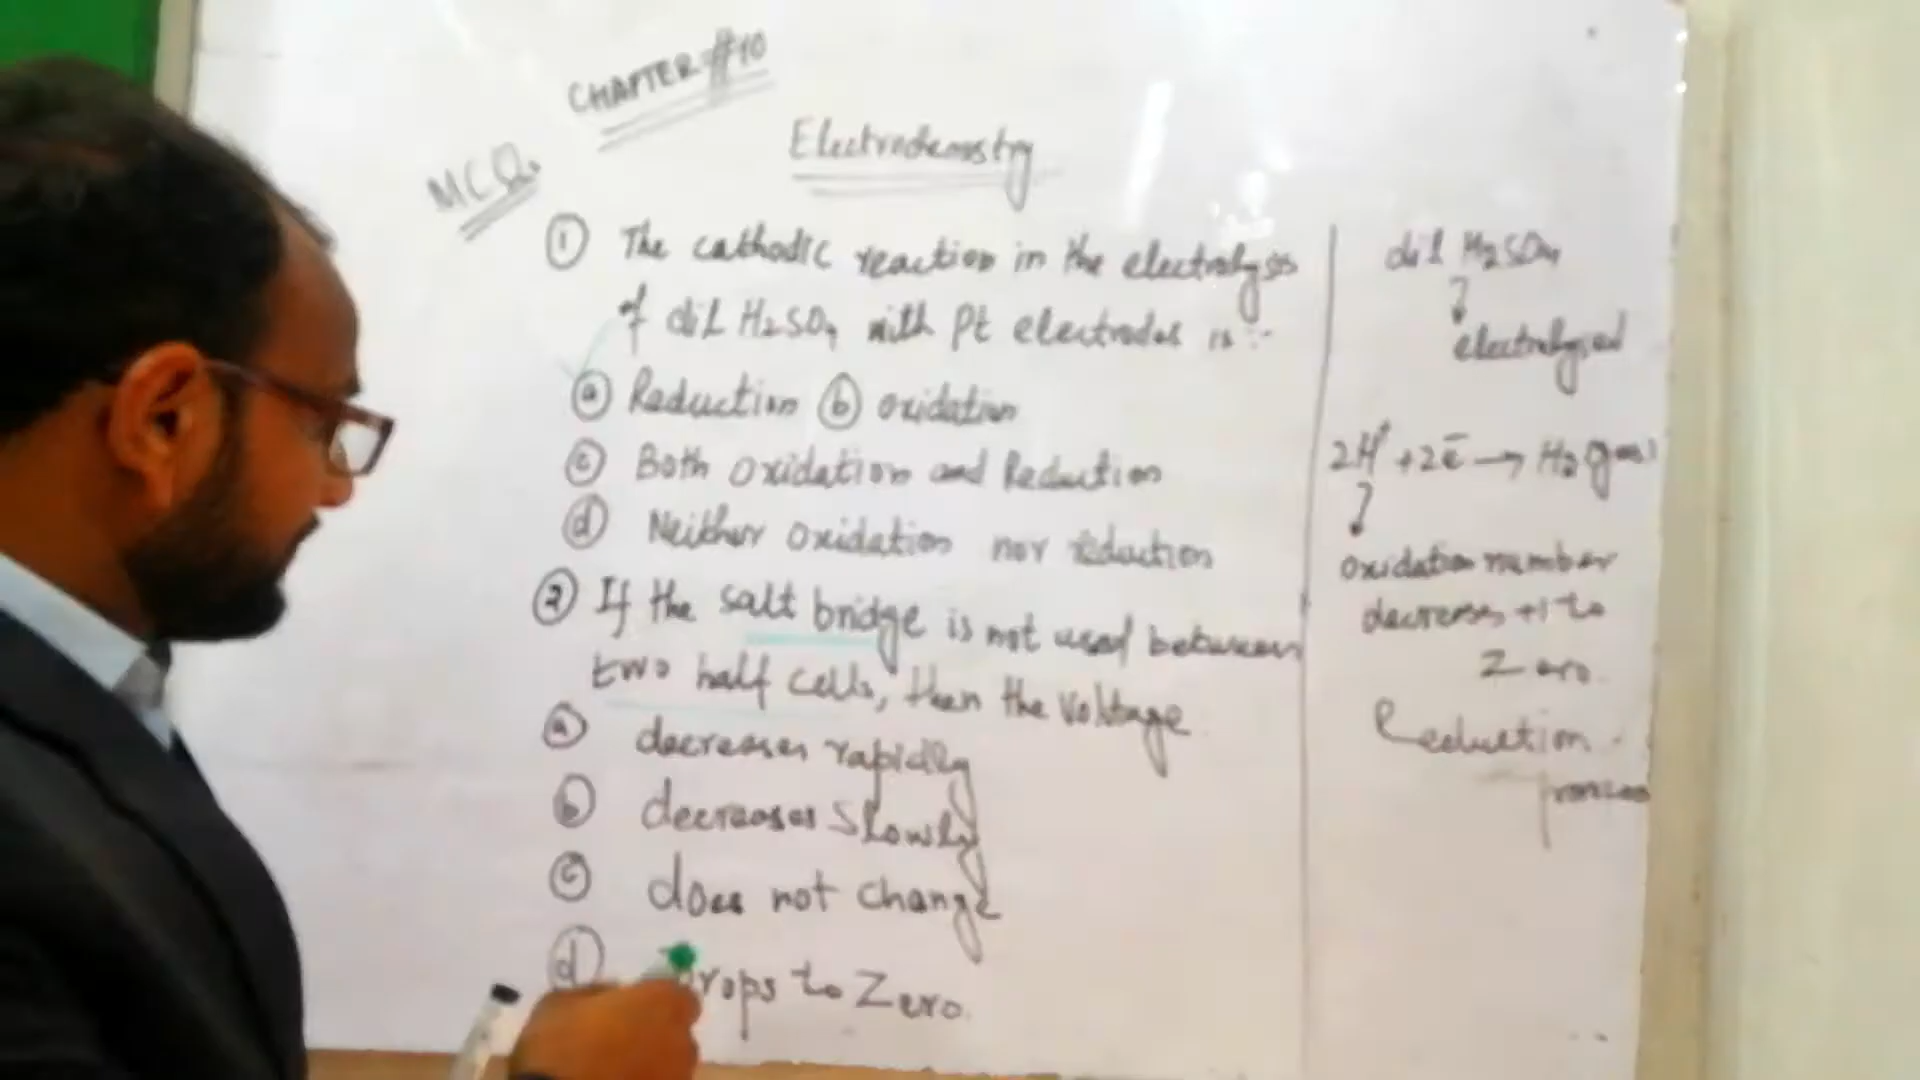 CHAPTER #10
Electrochemistry
MCQs
① The cathodic reaction in the electrolysis
of dil H₂SO₄ with Pt electrodes is :-
ⓐ Reduction ⓑ oxidation
ⓒ Both oxidation and Reduction
ⓓ Neither oxidation nor reduction
② If the salt bridge is not used between
two half cells, then the voltage
ⓐ decreases rapidly
ⓑ decreases slowly
ⓒ does not change
ⓓ rops to Zero.
dil H₂SO₄
electrolysed
2H⁺ + 2e⁻ → H₂ (gas)
oxidation number
decreases +1 to
Zero.
Reduction
process